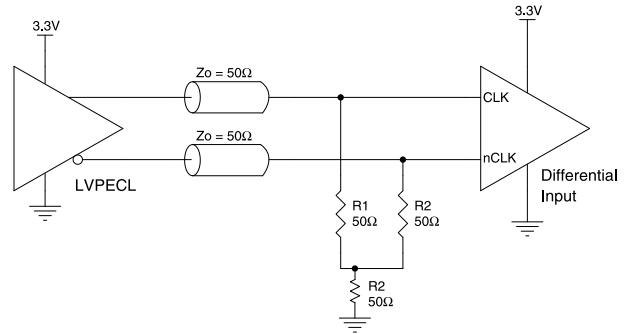 3.3V
3.3V
Zo = 50Ω
CLK
Zo = 50Ω
nCLK
LVPECL
Differential
Input
R1
50Ω
R2
50Ω
R2
50Ω